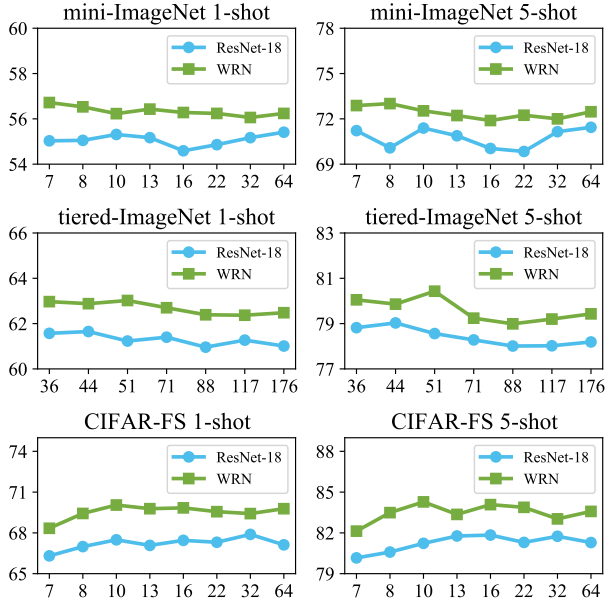 mini-ImageNet 1-shot
60
58
56
54
ResNet-18
WRN
7 8 10 13 16 22 32 64
mini-ImageNet 5-shot
78
75
72
69
ResNet-18
WRN
7 8 10 13 16 22 32 64
tiered-ImageNet 1-shot
66
64
62
60
ResNet-18
WRN
36 44 51 71 88 117 176
tiered-ImageNet 5-shot
83
81
79
77
ResNet-18
WRN
36 44 51 71 88 117 176
CIFAR-FS 1-shot
74
71
68
65
ResNet-18
WRN
7 8 10 13 16 22 32 64
CIFAR-FS 5-shot
88
85
82
79
ResNet-18
WRN
7 8 10 13 16 22 32 64